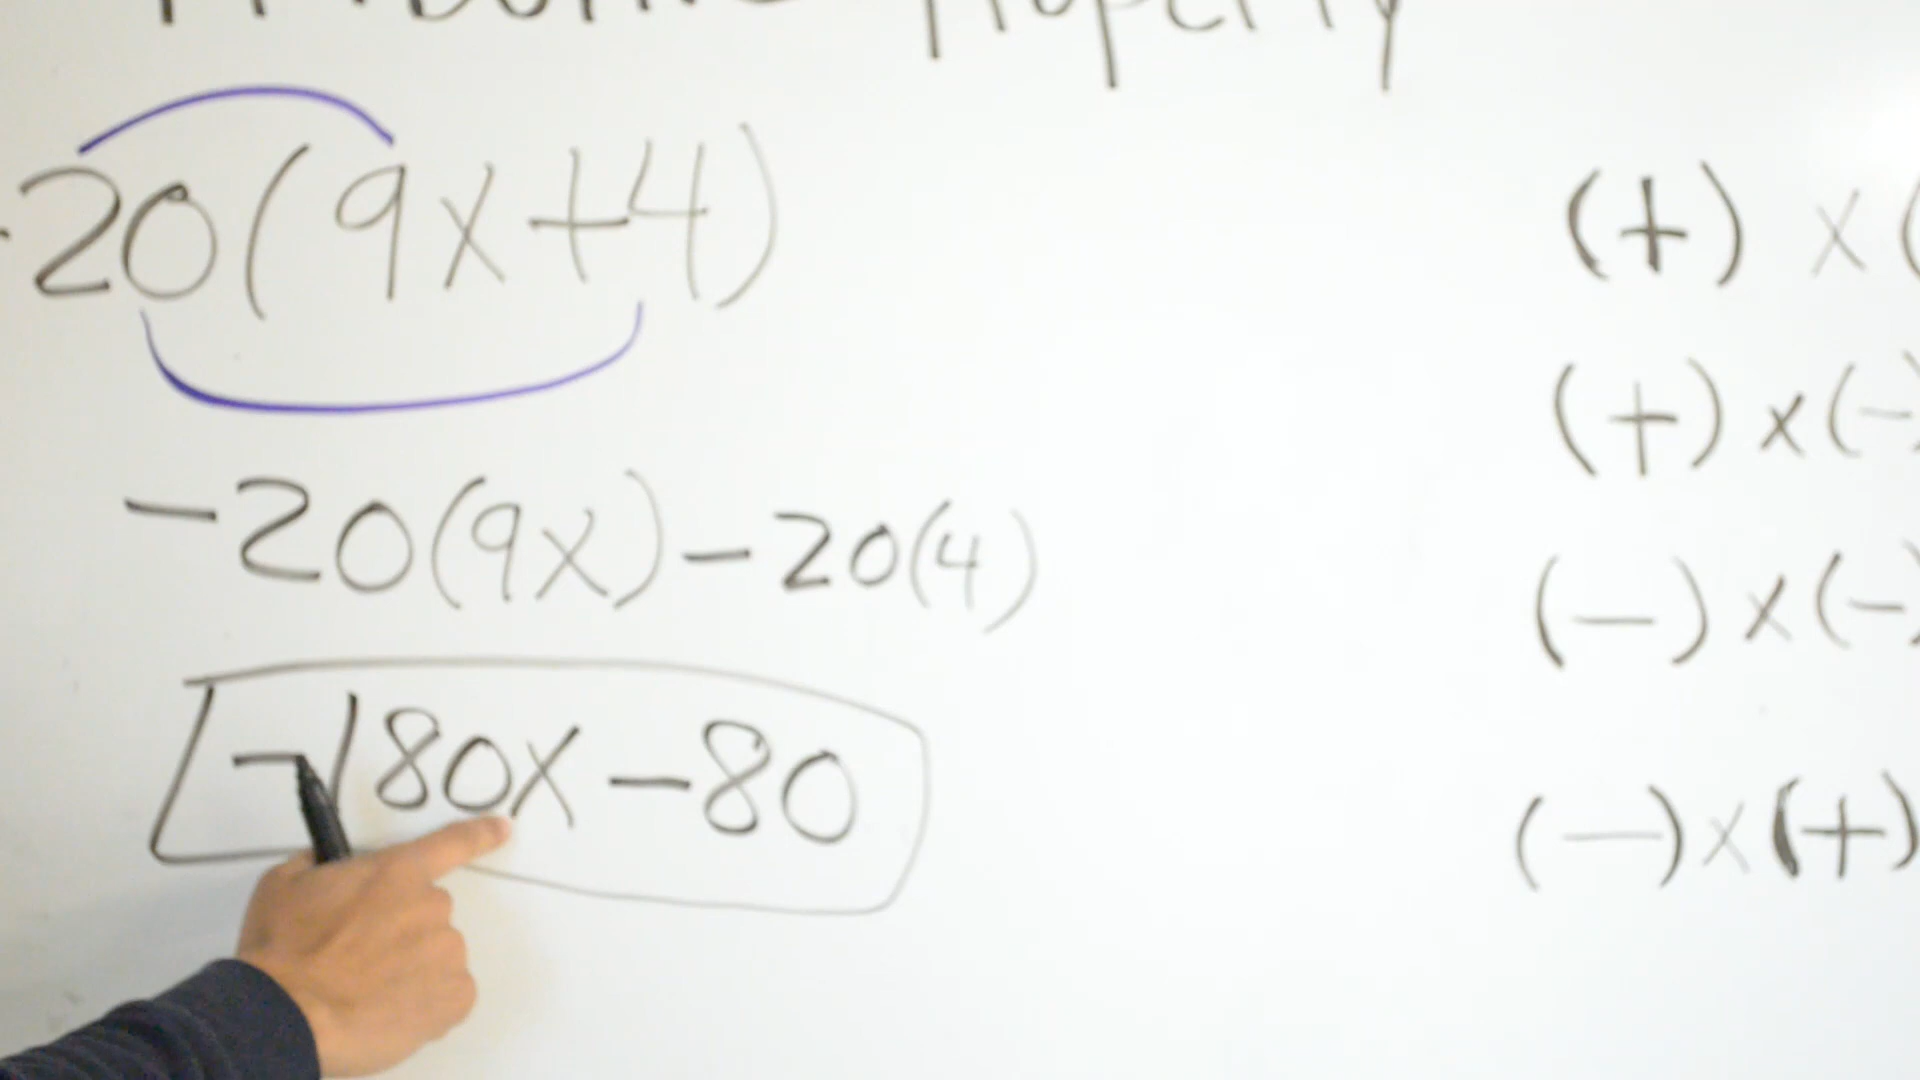 Property
-20(9x+4)
-20(9x)-20(4)
-180x-80
(+) x (
(+) x (-)
(-) x (-)
(-) x (+)